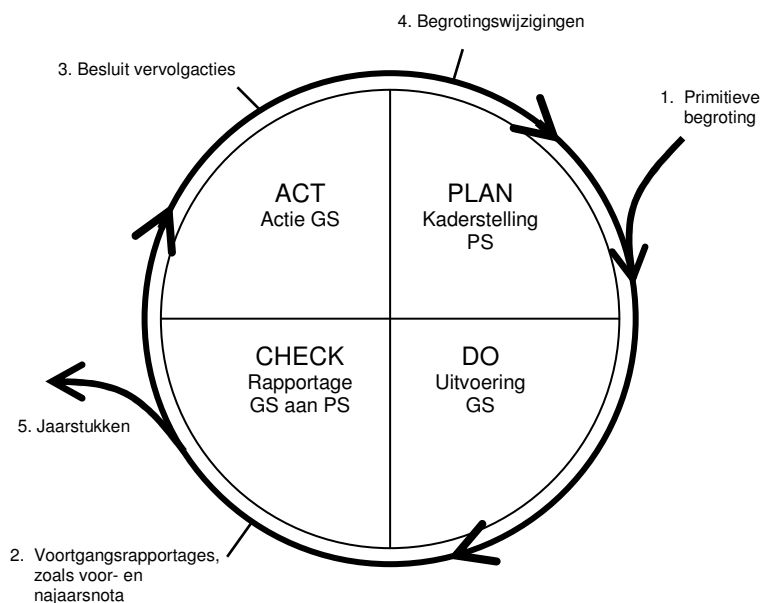 4. Begrotingswijzigingen
3. Besluit vervolgacties
1. Primitieve
begroting
ACT
Actie GS
PLAN
Kaderstelling
PS
CHECK
Rapportage
GS aan PS
DO
Uitvoering
GS
5. Jaarstukken
2. Voortgangsrapportages,
zoals voor- en
najaarsnota